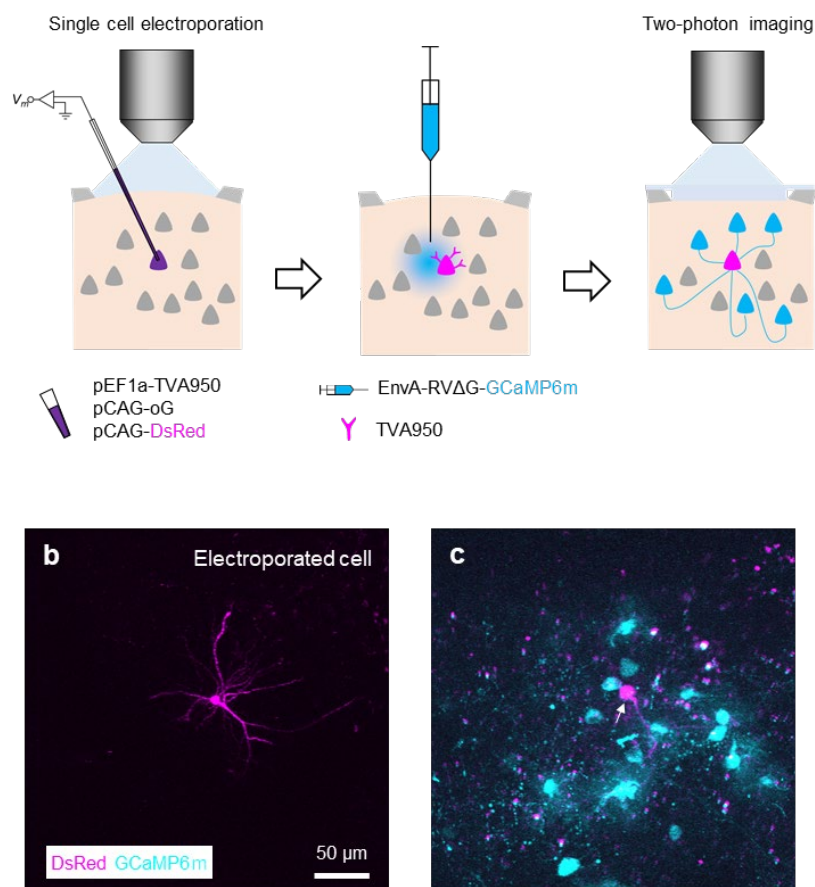 Single cell electroporation
Two-photon imaging
Vm
pEF1a-TVA950
pCAG-oG
pCAG-DsRed
EnvA-RVΔG-GCaMP6m
TVA950
b
Electroporated cell
DsRed GCaMP6m
50 µm
c